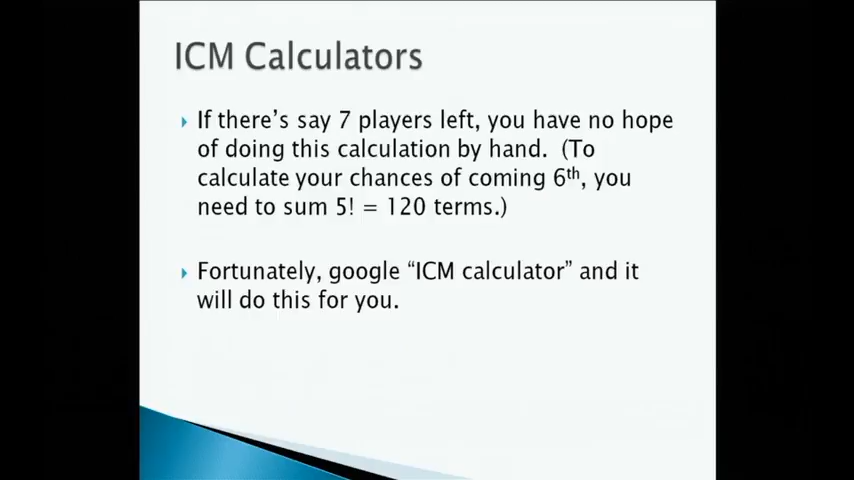 ICM Calculators
If there's say 7 players left, you have no hope
of doing this calculation by hand. (To
calculate your chances of coming 6th, you
need to sum 5! = 120 terms.)
Fortunately, google “ICM calculator” and it
will do this for you.